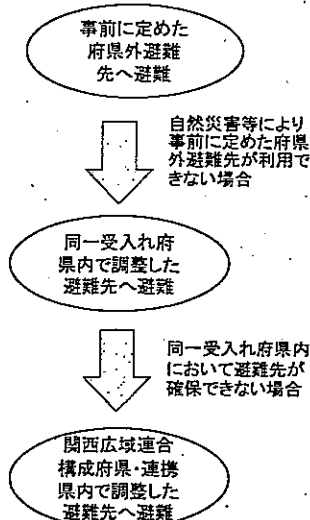 事前に定めた
府県外避難
先へ避難
自然災害等により
事前に定めた府県
外避難先が利用で
きない場合
同一受入れ府
県内で調整した
避難先へ避難
同一受入れ府県内
において避難先が
確保できない場合
関西広域連合
構成府県・連携
県内で調整した
避難先へ避難